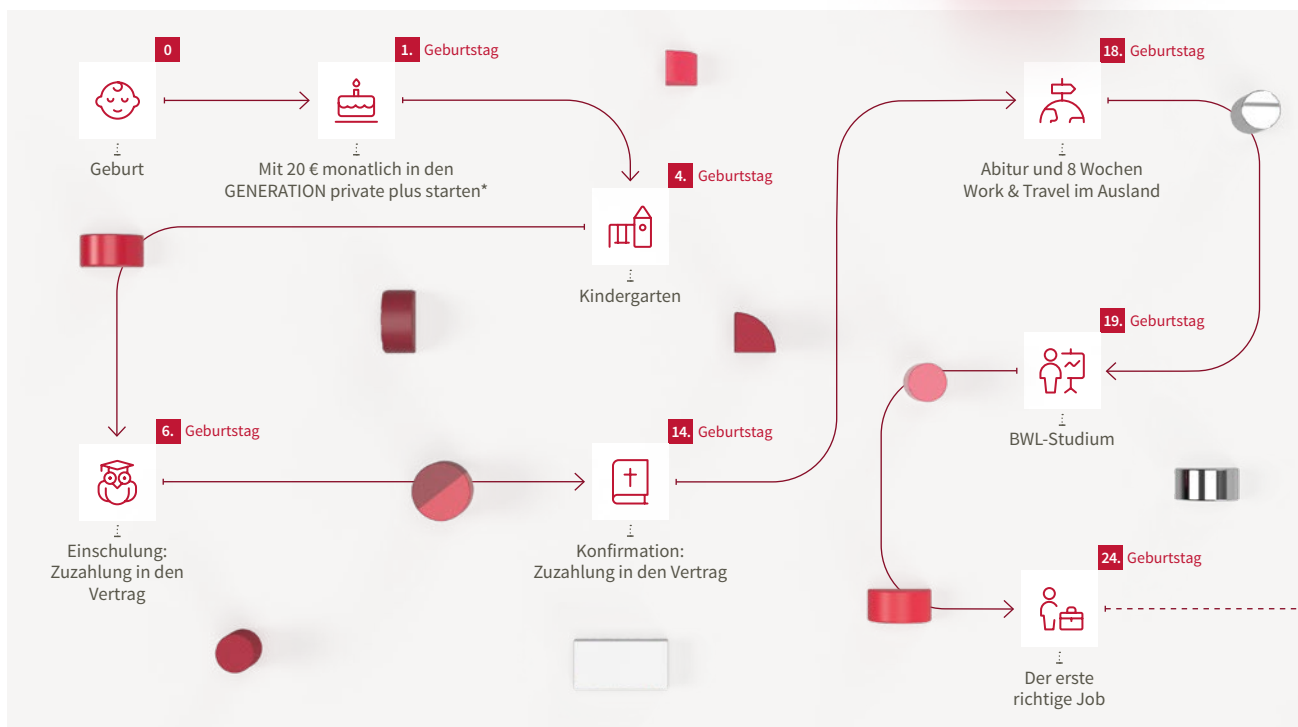 0
Geburt
1. Geburtstag
Mit 20 € monatlich in den
GENERATION private plus starten*
4. Geburtstag
Kindergarten
6. Geburtstag
Einschulung:
Zuzahlung in den
Vertrag
14. Geburtstag
Konfirmation:
Zuzahlung in den Vertrag
18. Geburtstag
Abitur und 8 Wochen
Work & Travel im Ausland
19. Geburtstag
BWL-Studium
24. Geburtstag
Der erste
richtige Job